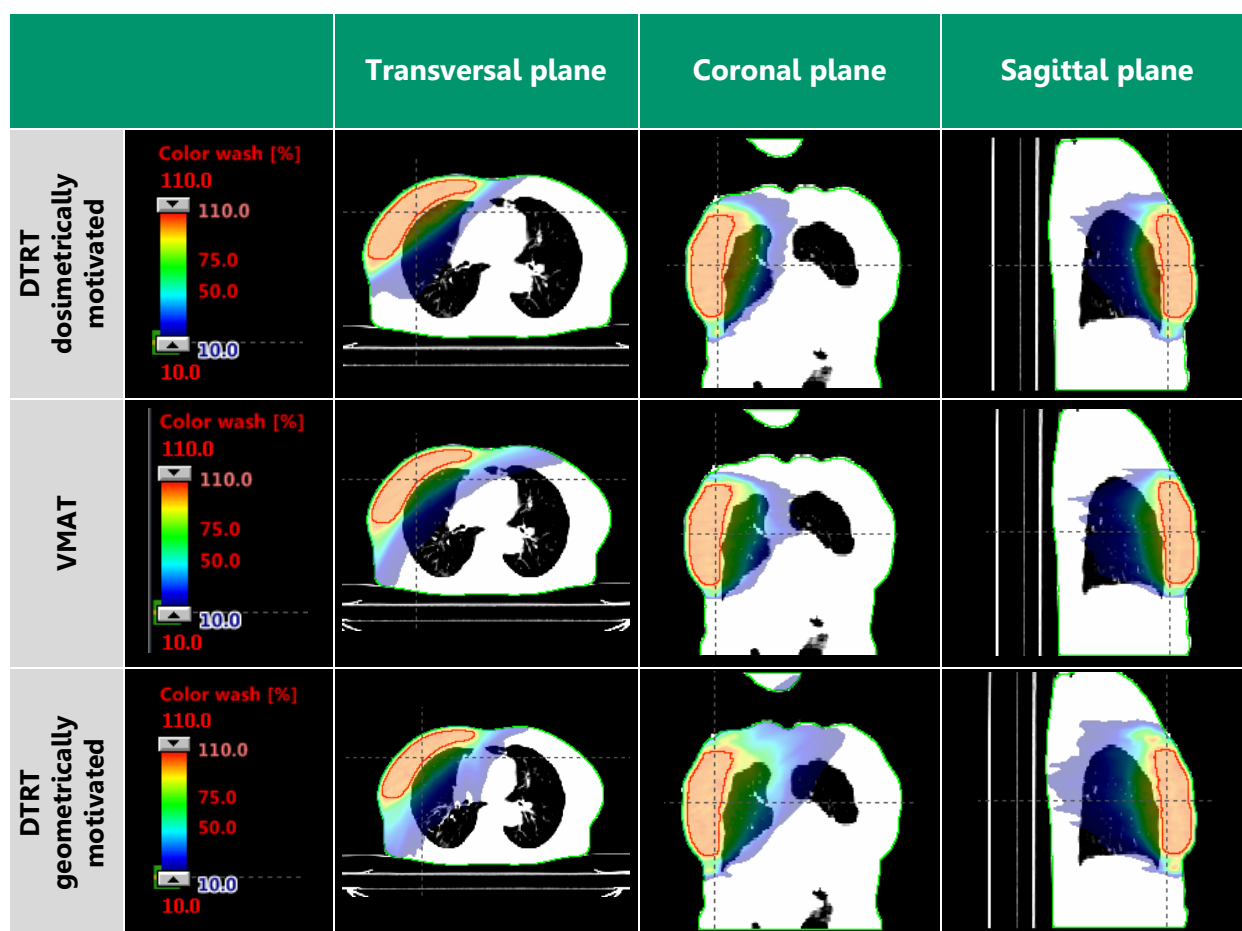 Transversal plane
Coronal plane
Sagittal plane
DTRT
dosimetrically
motivated
Color wash [%]
110.0
110.0
75.0
50.0
10.0
10.0
VMAT
Color wash [%]
110.0
110.0
75.0
50.0
10.0
10.0
DTRT
geometrically
motivated
Color wash [%]
110.0
110.0
75.0
50.0
10.0
10.0